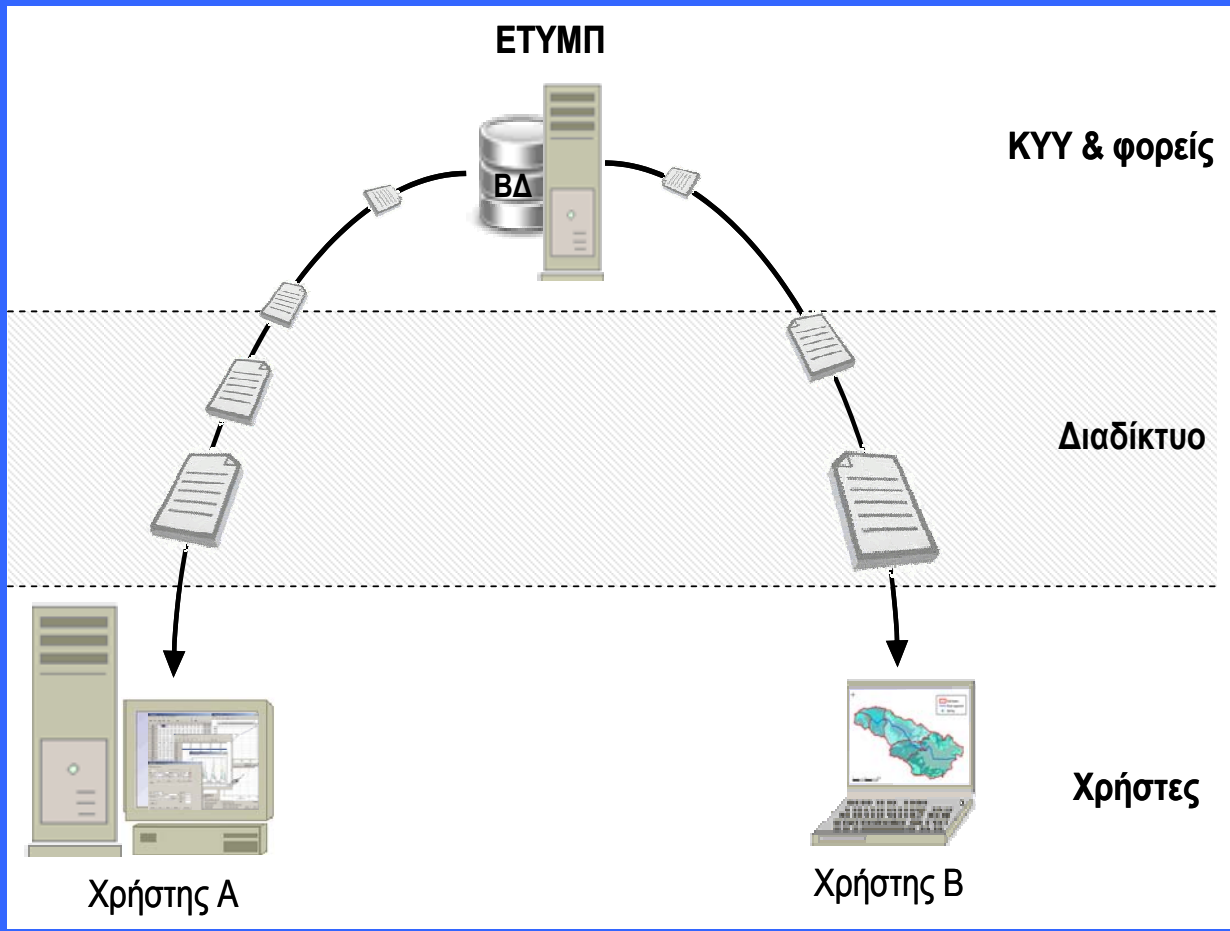 ΕΤΥΜΠ
ΚΥΥ & φορείς
ΒΔ
Διαδίκτυο
Χρήστες
Χρήστης Α
Χρήστης Β